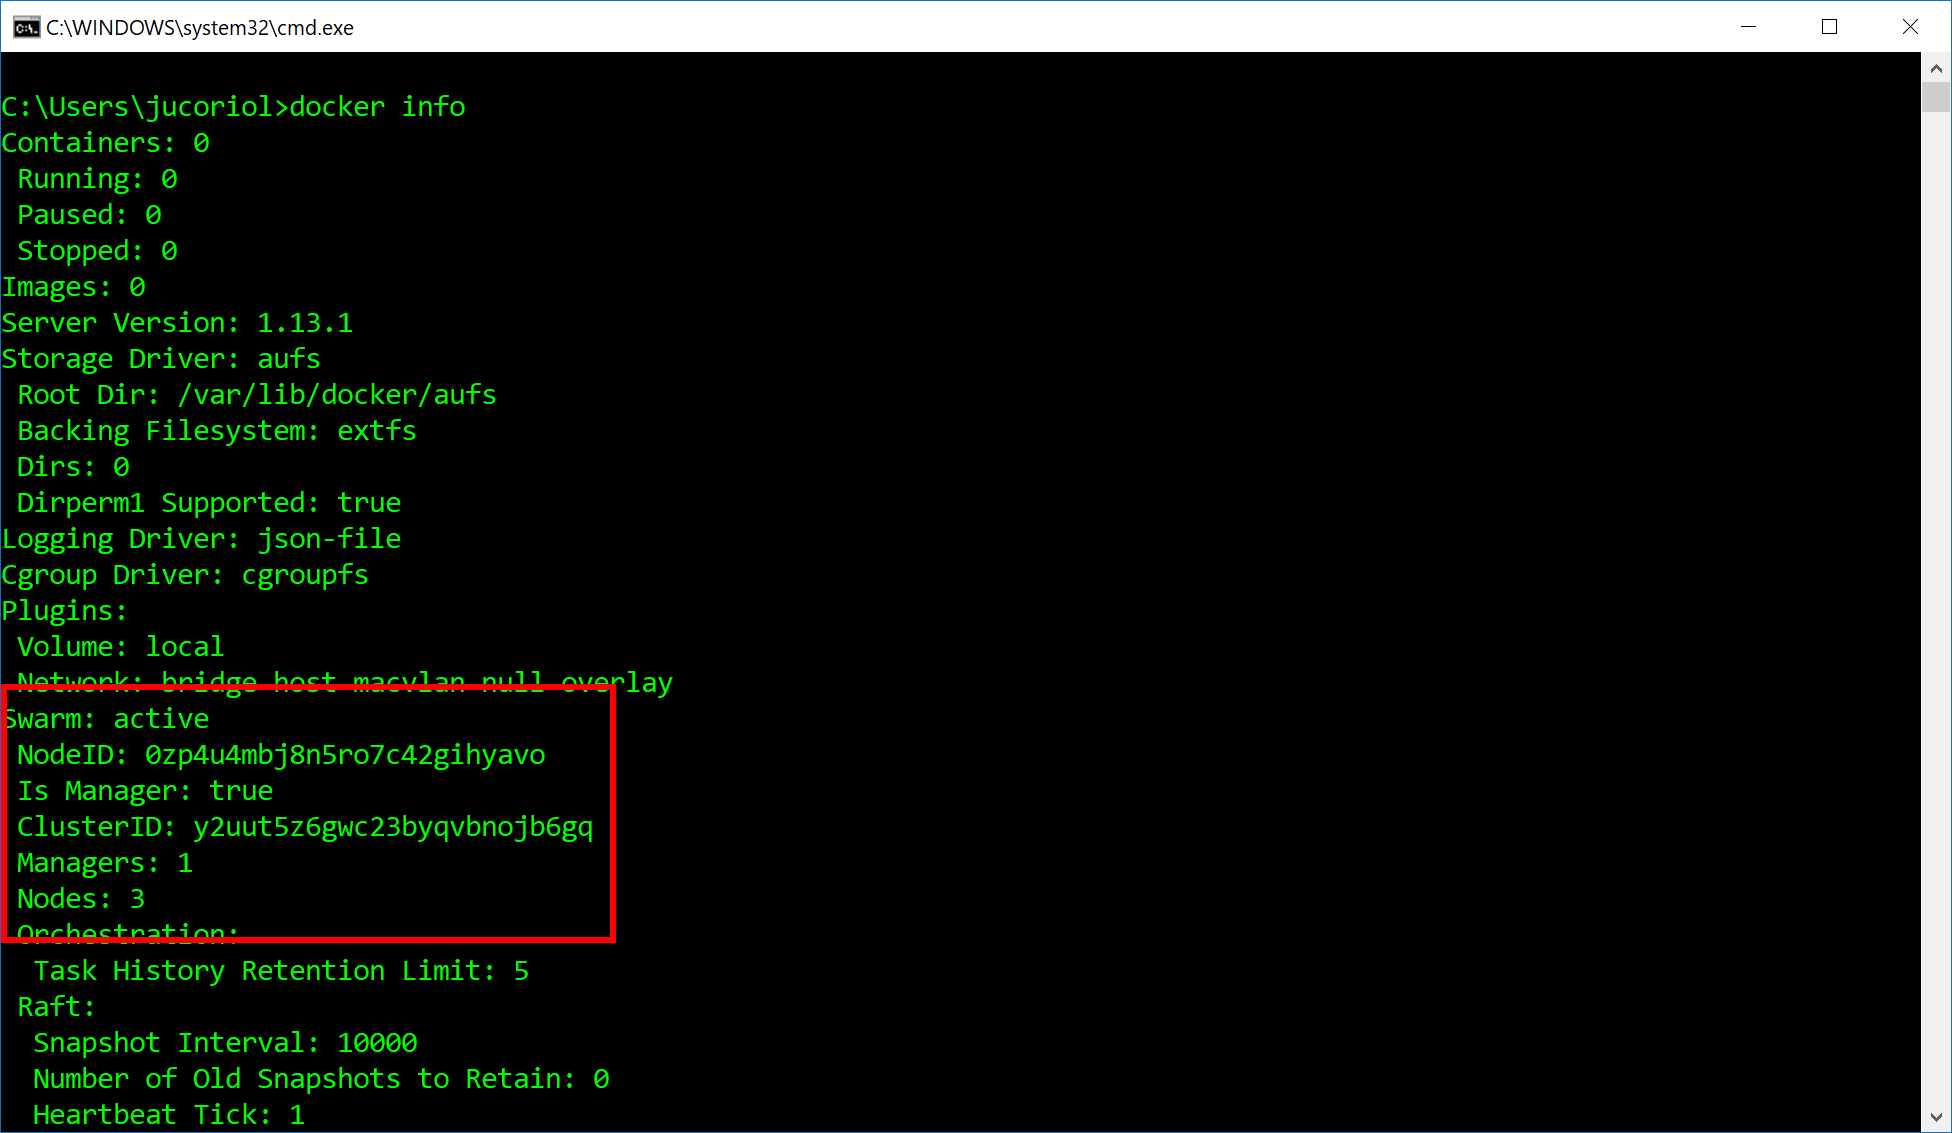 C:\WINDOWS\system32\cmd.exe
C:\Users\jucoriol>docker info
Containers: 0
Running: 0
Paused: 0
Stopped: 0
Images: 0
Server Version: 1.13.1
Storage Driver: aufs
Root Dir: /var/lib/docker/aufs
Backing Filesystem: extfs
Dirs: 0
Dirperm1 Supported: true
Logging Driver: json-file
Cgroup Driver: cgroupfs
Plugins:
Volume: local
Network: bridge host macvlan null overlay
Swarm: active
NodeID: 0zp4u4mbj8n5ro7c42gihyavo
Is Manager: true
ClusterID: y2uut5z6gwc23byqvbnojb6gq
Managers: 1
Nodes: 3
Orchestration:
Task History Retention Limit: 5
Raft:
Snapshot Interval: 10000
Number of Old Snapshots to Retain: 0
Heartbeat Tick: 1